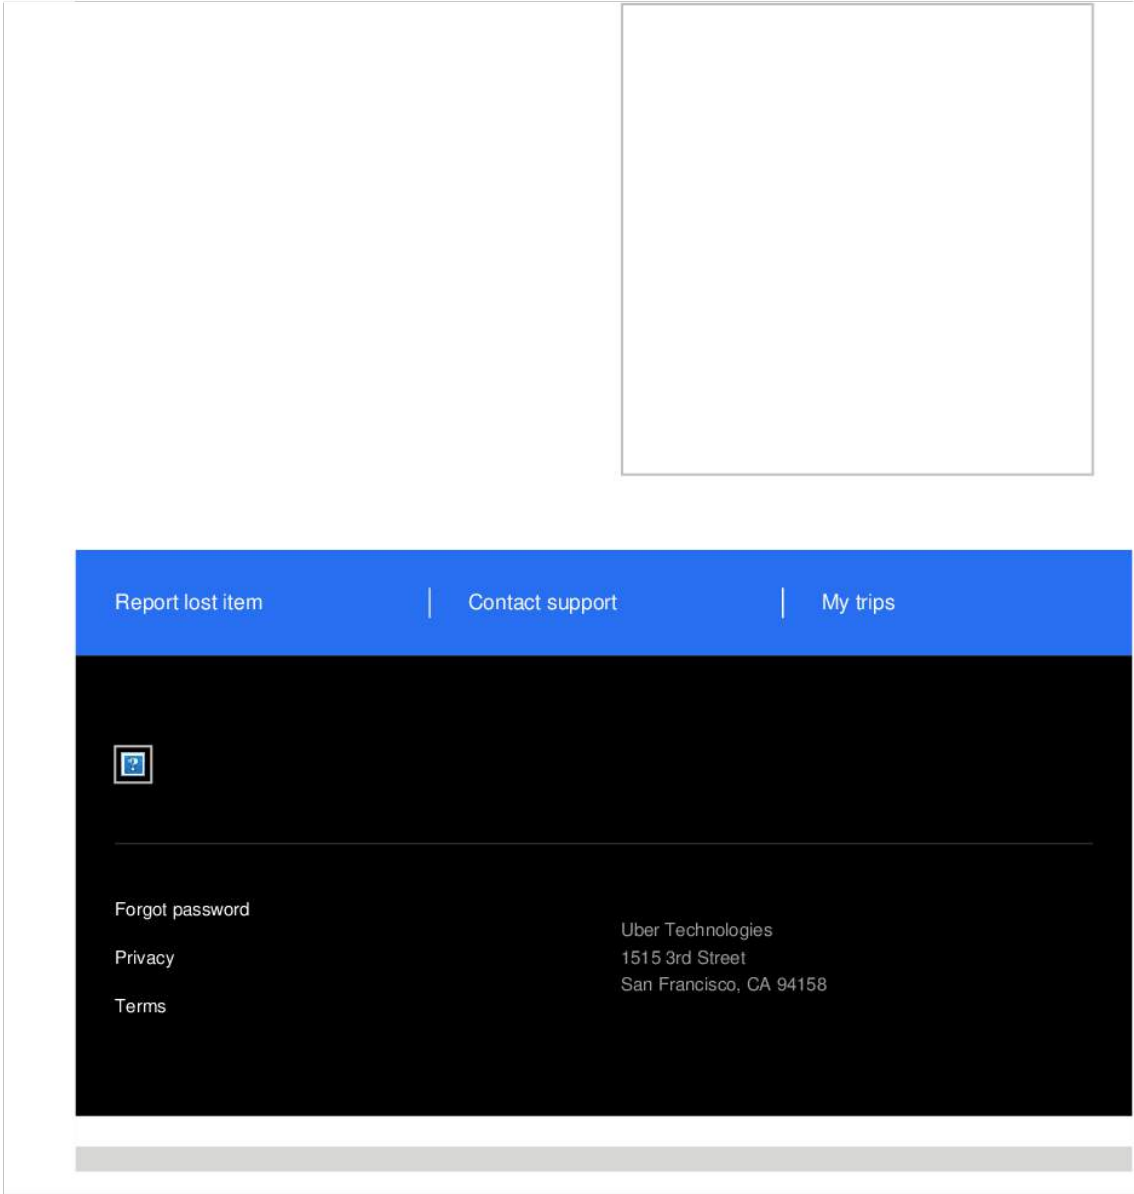 Report lost item
Contact support
My trips
?
Forgot password
Privacy
Terms
Uber Technologies
1515 3rd Street
San Francisco, CA 94158